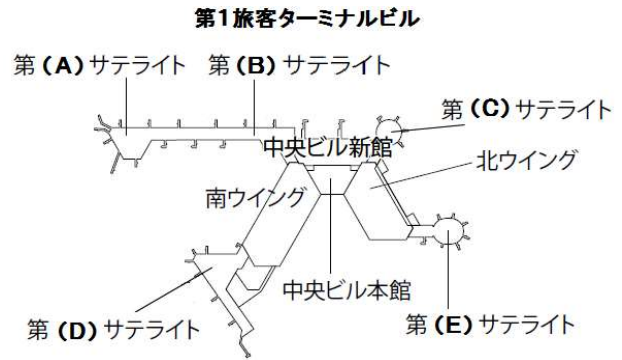 第1旅客ターミナルビル
第(A)サテライト
第(B)サテライト
第(C)サテライト
中央ビル新館
北ウイング
南ウイング
中央ビル本館
第(D)サテライト
第(E)サテライト